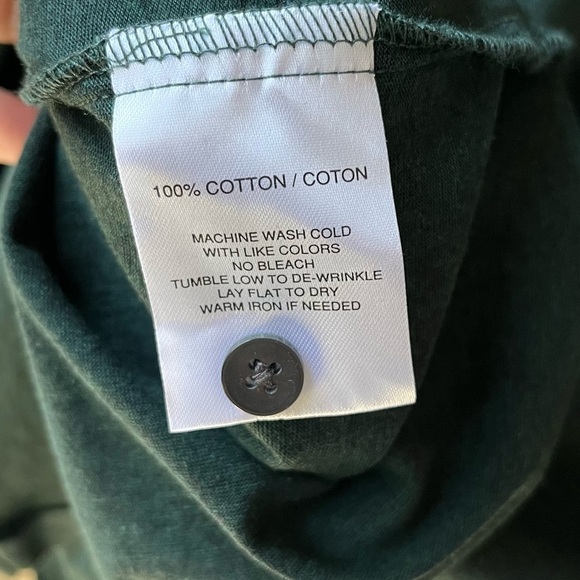 100% COTTON / COTON
MACHINE WASH COLD
WITH LIKE COLORS
NO BLEACH
TUMBLE LOW TO DE-WRINKLE
LAY FLAT TO DRY
WARM IRON IF NEEDED